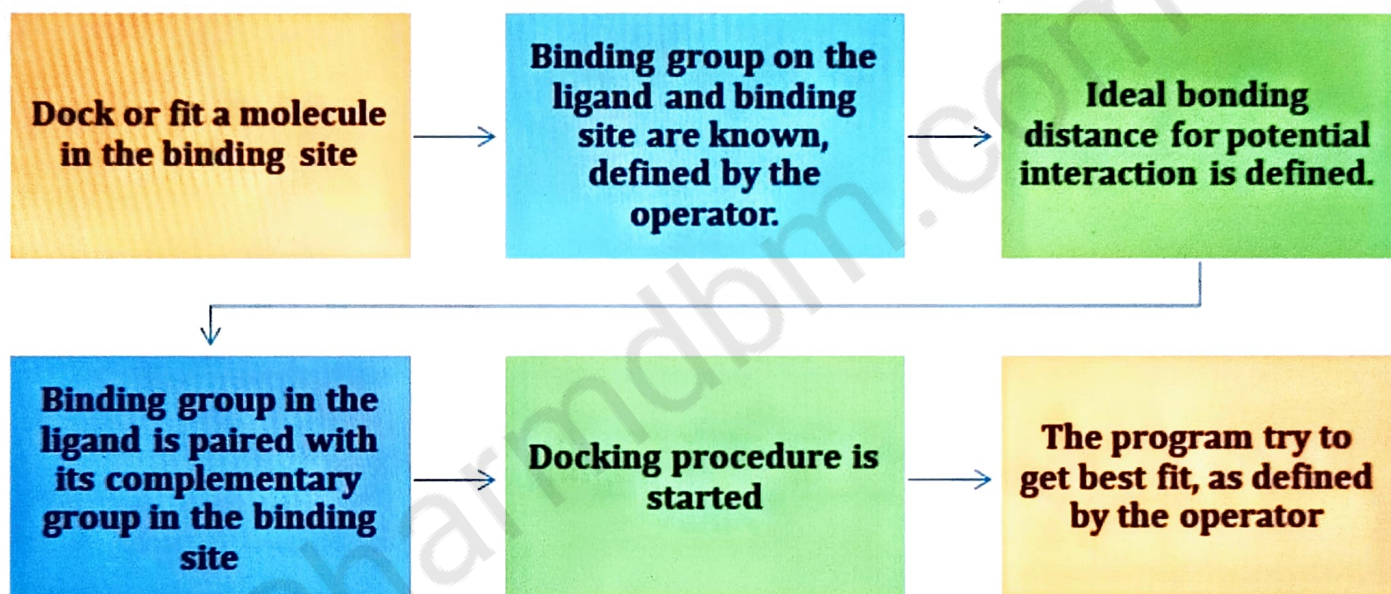 Dock or fit a molecule
in the binding site
Binding group on the
ligand and binding
site are known,
defined by the
operator.
Ideal bonding
distance for potential
interaction is defined.
Binding group in the
ligand is paired with
its complementary
group in the binding
site
Docking procedure is
started
The program try to
get best fit, as defined
by the operator
pharmdbm.com